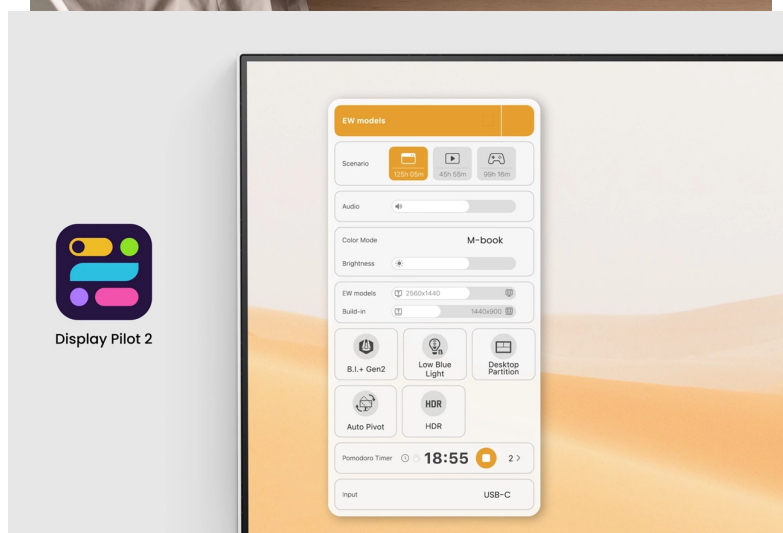 EW models
Scenario
125h 05m
45h 55m
99h 16m
Audio
Color Mode
M-book
Brightness
EW models
2560x1440
Build-in
1440x900
B.I.+ Gen2
Low Blue
Light
Desktop
Partition
Auto Pivot
HDR
HDR
Pomodoro Timer
18:55
2 >
Input
USB-C
Display Pilot 2